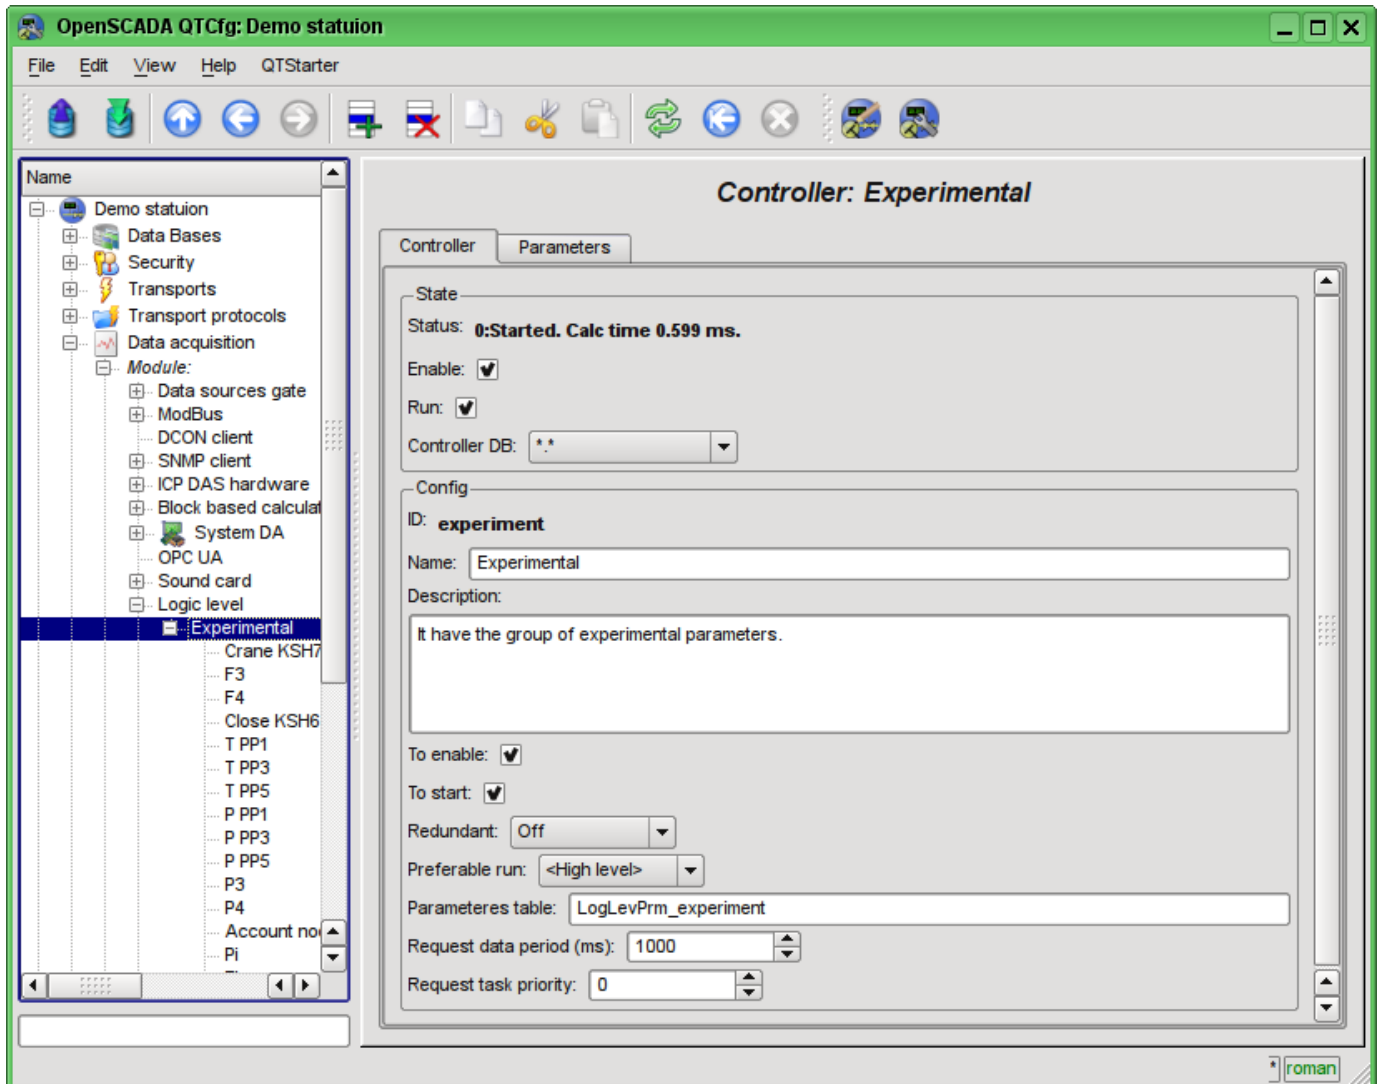 OpenSCADA QTCfg: Demo statuion
File Edit View Help QTStarter
Name
Demo statuion
Data Bases
Security
Transports
Transport protocols
Data acquisition
Module:
Data sources gate
ModBus
DCON client
SNMP client
ICP DAS hardware
Block based calculat
System DA
OPC UA
Sound card
Logic level
Experimental
Crane KSH7
F3
F4
Close KSH6
T PP1
T PP3
T PP5
P PP1
P PP3
P PP5
P3
P4
Account no
Pi
Controller: Experimental
Controller Parameters
State
Status: 0:Started. Calc time 0.599 ms.
Enable:
Run:
Controller DB: *.*
Config
ID: experiment
Name: Experimental
Description:
It have the group of experimental parameters.
To enable:
To start:
Redundant: Off
Preferable run: <High level>
Parameteres table: LogLevPrm_experiment
Request data period (ms): 1000
Request task priority: 0
* roman